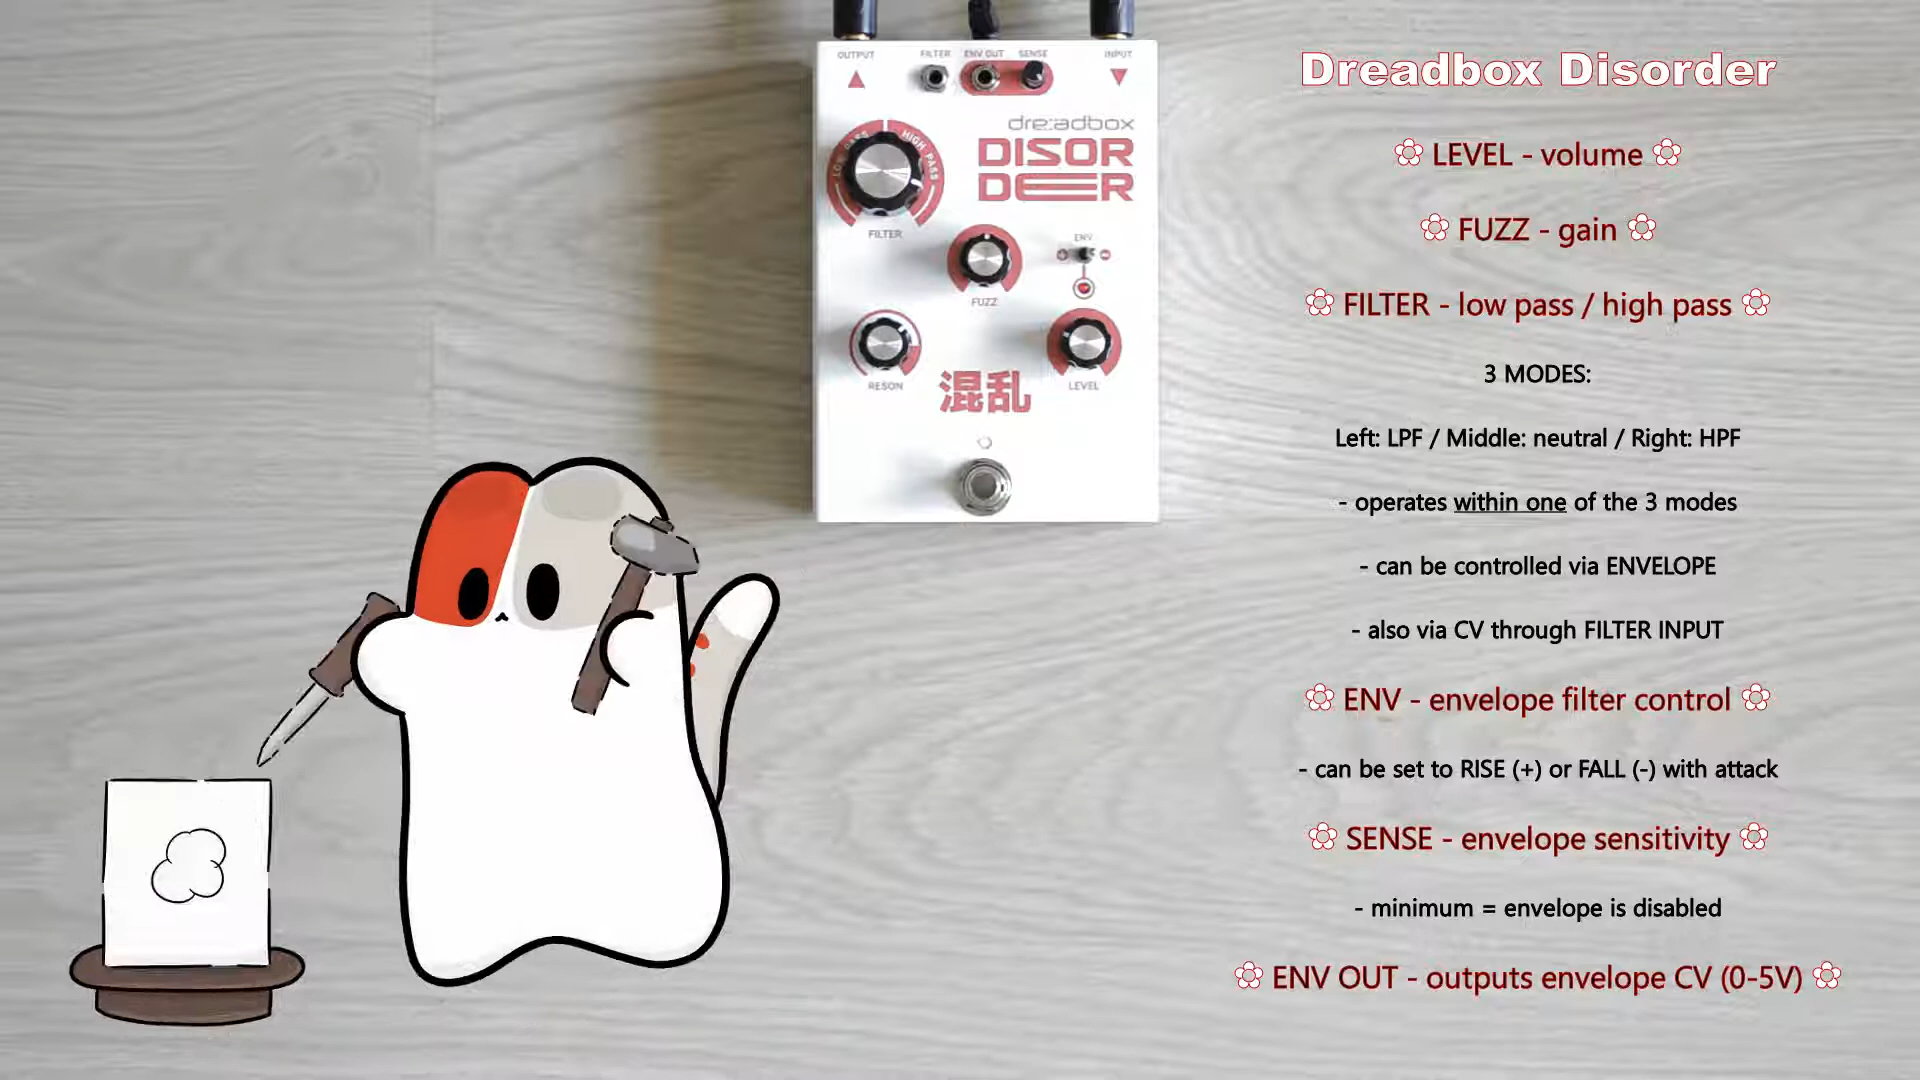 OUTPUT
FILTER
ENV OUT
SENSE
INPUT
dre:adbox
DISOR
DER
LOW PASS
HIGH PASS
FILTER
ENV
FUZZ
RESON
LEVEL
混乱
Dreadbox Disorder
LEVEL - volume
FUZZ - gain
FILTER - low pass / high pass
3 MODES:
Left: LPF / Middle: neutral / Right: HPF
- operates within one of the 3 modes
- can be controlled via ENVELOPE
- also via CV through FILTER INPUT
ENV - envelope filter control
- can be set to RISE (+) or FALL (-) with attack
SENSE - envelope sensitivity
- minimum = envelope is disabled
ENV OUT - outputs envelope CV (0-5V)